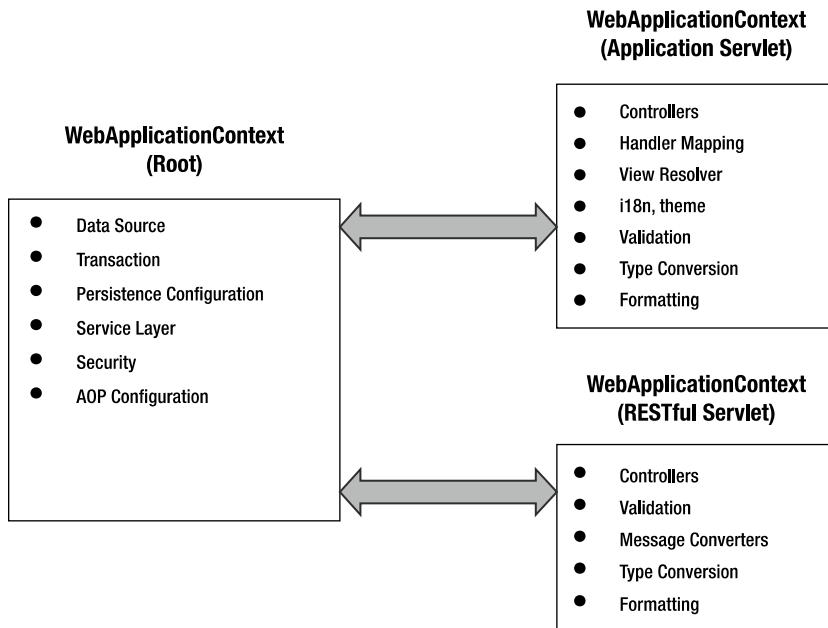 WebApplicationContext
(Root)
Data Source
Transaction
Persistence Configuration
Service Layer
Security
AOP Configuration
WebApplicationContext
(Application Servlet)
Controllers
Handler Mapping
View Resolver
i18n, theme
Validation
Type Conversion
Formatting
WebApplicationContext
(RESTful Servlet)
Controllers
Validation
Message Converters
Type Conversion
Formatting